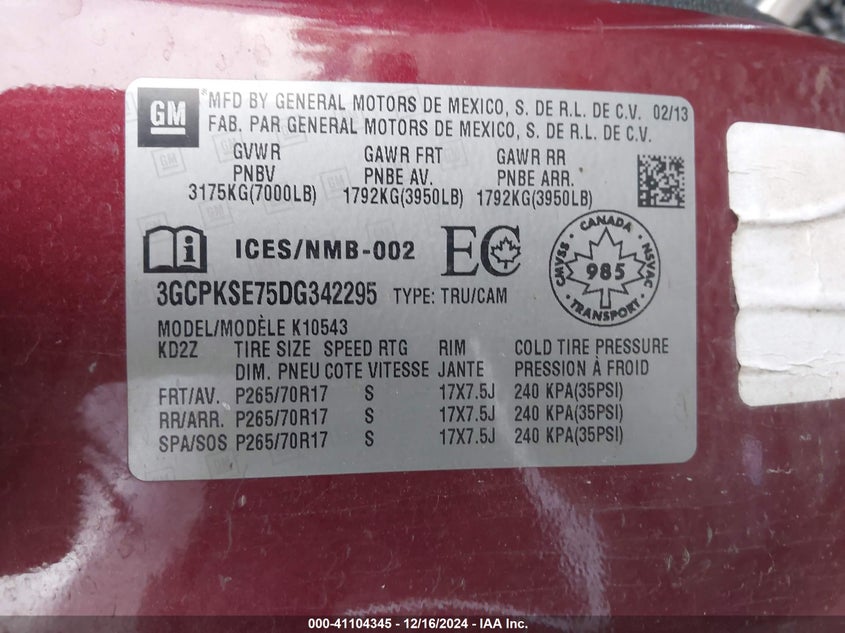 GM
*MFD BY GENERAL MOTORS DE MEXICO, S. DE R.L. DE C.V. 02/13
FAB. PAR GENERAL MOTORS DE MEXICO, S. DE R.L. DE C.V.
GVWR GAWR FRT GAWR RR
PNBV PNBE AV. PNBE ARR.
3175KG(7000LB) 1792KG(3950LB) 1792KG(3950LB)
i ICES/NMB-002 EC
CANADA CMVSS NSVAC 985 TRANSPORT
3GCPKSE75DG342295 TYPE: TRU/CAM
MODEL/MODÈLE K10543
KD2Z TIRE SIZE SPEED RTG RIM COLD TIRE PRESSURE
DIM. PNEU COTE VITESSE JANTE PRESSION À FROID
FRT/AV. P265/70R17 S 17X7.5J 240 KPA(35PSI)
RR/ARR. P265/70R17 S 17X7.5J 240 KPA(35PSI)
SPA/SOS P265/70R17 S 17X7.5J 240 KPA(35PSI)
000-41104345 - 12/16/2024 - IAA Inc.